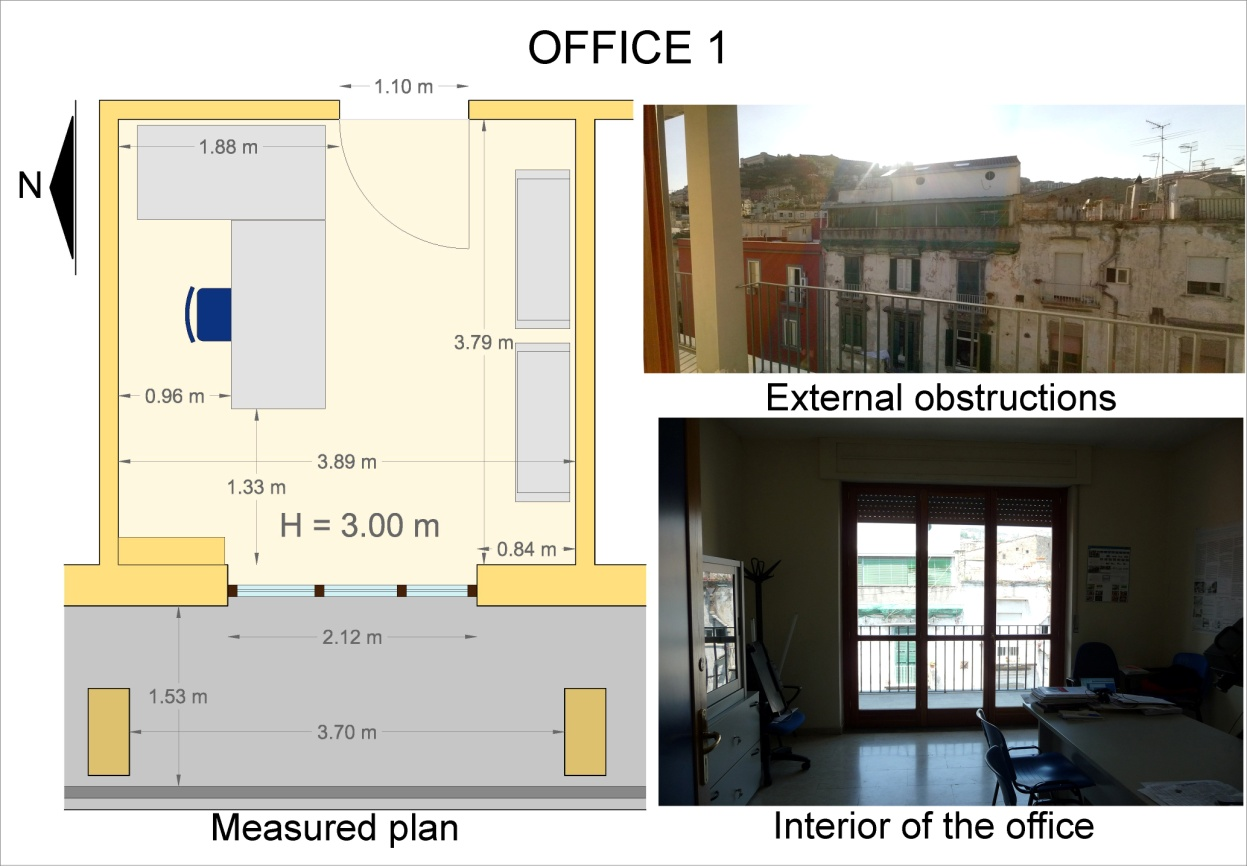 OFFICE 1
1.10 m
1.88 m
N
3.79 m
0.96 m
3.89 m
1.33 m
H = 3.00 m
0.84 m
2.12 m
1.53 m
3.70 m
Measured plan
External obstructions
Interior of the office